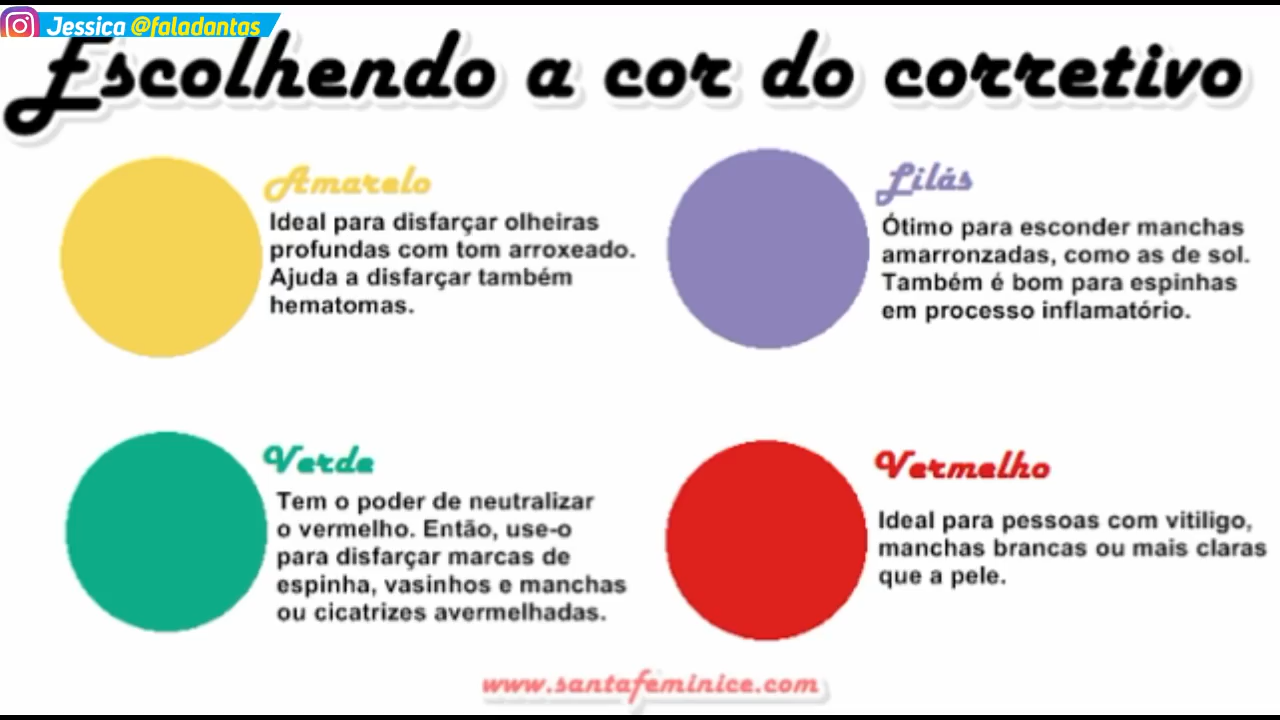 Jessica @faladantas
Escolhendo a cor do corretivo
Amarelo
Ideal para disfarçar olheiras
profundas com tom arroxeado.
Ajuda a disfarçar também
hematomas.
Lilás
Ótimo para esconder manchas
amarronzadas, como as de sol.
Também é bom para espinhas
em processo inflamatório.
Verde
Tem o poder de neutralizar
o vermelho. Então, use-o
para disfarçar marcas de
espinha, vasinhos e manchas
ou cicatrizes avermelhadas.
Vermelho
Ideal para pessoas com vitiligo,
manchas brancas ou mais claras
que a pele.
www.santafeminice.com